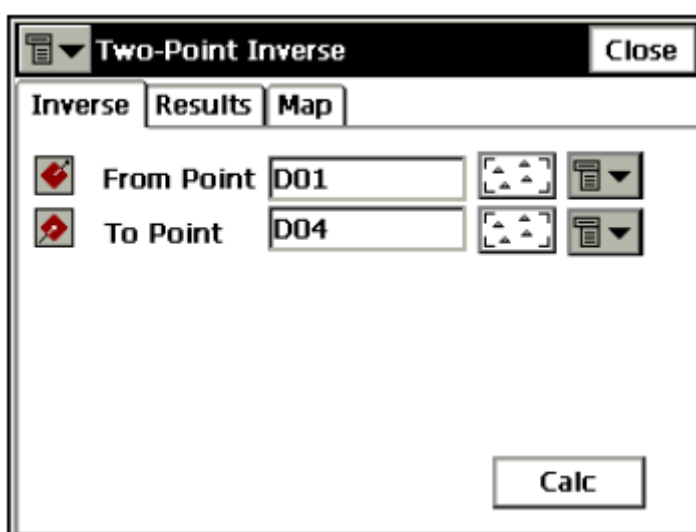 Two-Point Inverse Close
Inverse Results Map
From Point D01
To Point D04
Calc